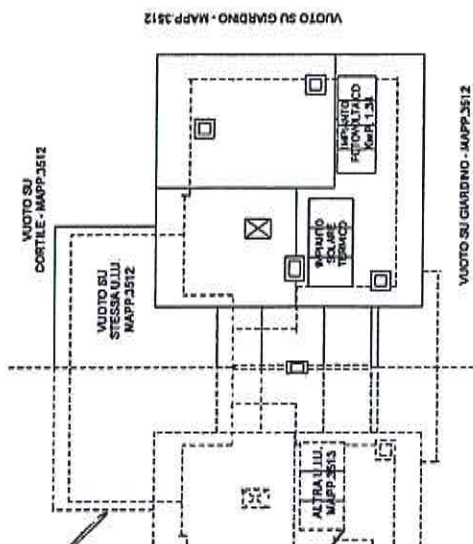 VUOTO SU GIARDINO - MAPP.3512
VUOTO SU
CORTILE - MAPP.3512
VUOTO SU
STESSA U.I.U.
MAPP.3512
IMPIANTO
FOTOVOLTAICO
KwP. 1.34
IMPIANTO
SOLARE
TERMICO
VUOTO SU GIARDINO - MAPP.3512
ALTRA U.I.U.
MAPP.3513